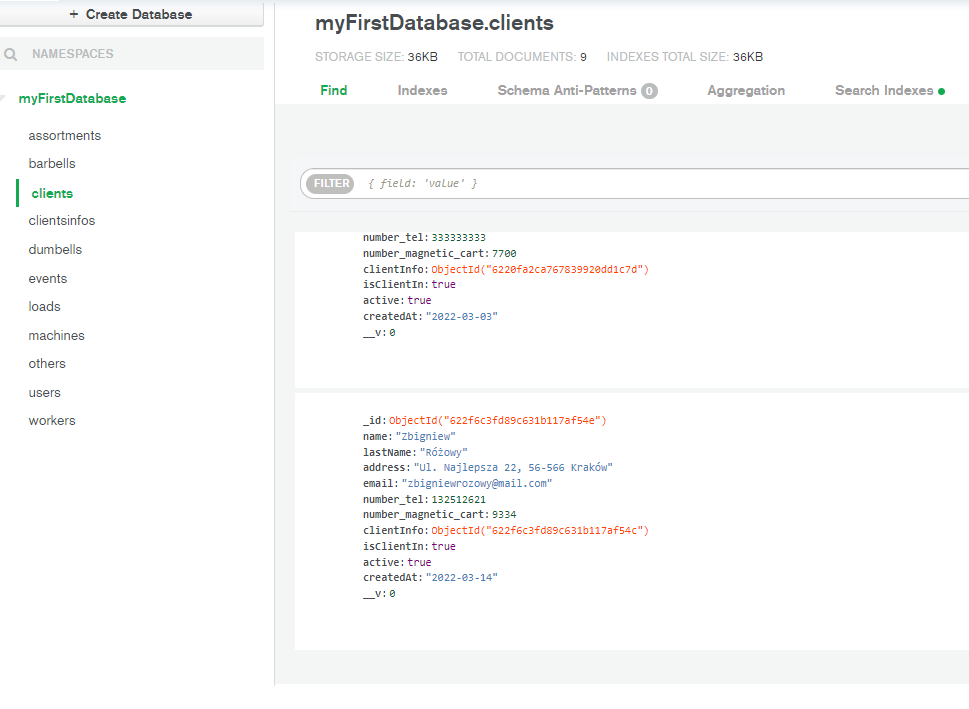 + Create Database
NAMESPACES
myFirstDatabase
assortments
barbells
clients
clientsinfos
dumbells
events
loads
machines
others
users
workers
myFirstDatabase.clients
STORAGE SIZE: 36KB TOTAL DOCUMENTS: 9 INDEXES TOTAL SIZE: 36KB
Find Indexes Schema Anti-Patterns 0 Aggregation Search Indexes
FILTER { field: 'value' }
number_tel: 333333333
number_magnetic_cart: 7700
clientInfo: ObjectId("6220fa2ca767839920dd1c7d")
isClientIn: true
active: true
createdAt: "2022-03-03"
__v: 0
_id: ObjectId("622f6c3fd89c631b117af54e")
name: "Zbigniew"
lastName: "Różowy"
address: "Ul. Najlepsza 22, 56-566 Kraków"
email: "zbigniewrozowy@mail.com"
number_tel: 132512621
number_magnetic_cart: 9334
clientInfo: ObjectId("622f6c3fd89c631b117af54c")
isClientIn: true
active: true
createdAt: "2022-03-14"
__v: 0